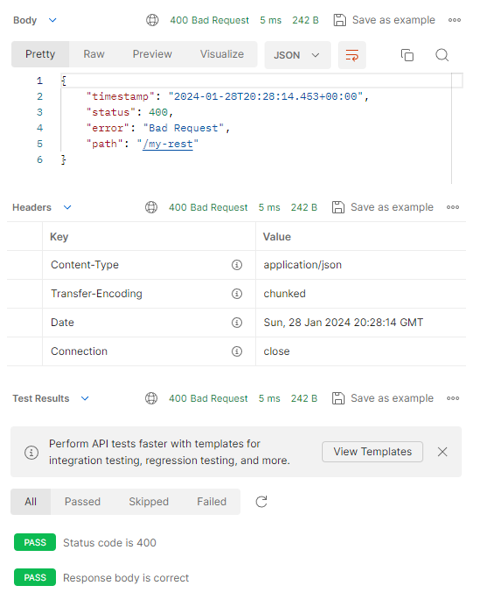 Body 400 Bad Request 5 ms 242 B Save as example
Pretty Raw Preview Visualize JSON
1 {
2 "timestamp": "2024-01-28T20:28:14.453+00:00",
3 "status": 400,
4 "error": "Bad Request",
5 "path": "/my-rest"
6 }
Headers 400 Bad Request 5 ms 242 B Save as example
Key Value
Content-Type application/json
Transfer-Encoding chunked
Date Sun, 28 Jan 2024 20:28:14 GMT
Connection close
Test Results 400 Bad Request 5 ms 242 B Save as example
Perform API tests faster with templates for
integration testing, regression testing, and more.
View Templates
All Passed Skipped Failed
PASS Status code is 400
PASS Response body is correct